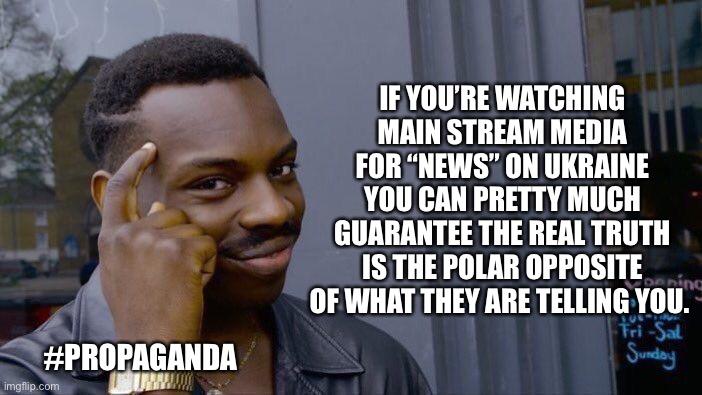 IF YOU’RE WATCHING
MAIN STREAM MEDIA
FOR “NEWS” ON UKRAINE
YOU CAN PRETTY MUCH
GUARANTEE THE REAL TRUTH
IS THE POLAR OPPOSITE
OF WHAT THEY ARE TELLING YOU.
Fri - Sat
Sunday
#PROPAGANDA
imgflip.com